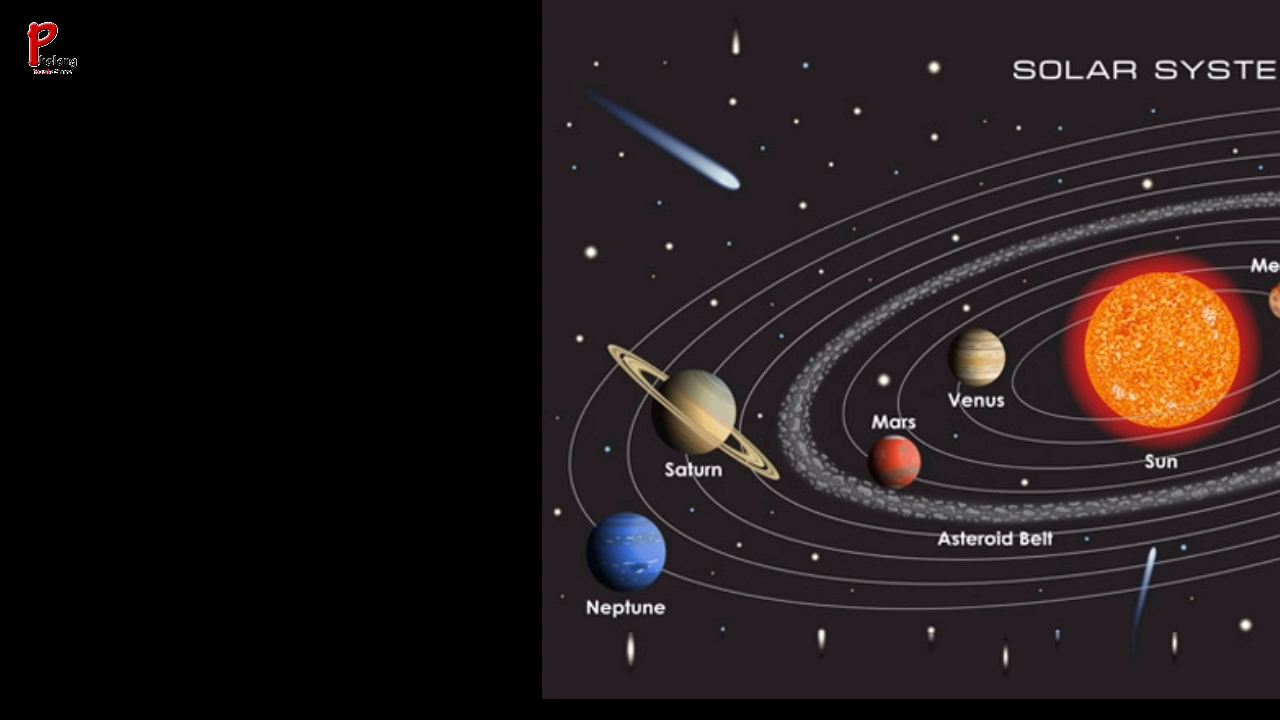 SOLAR SYSTE
Me
Venus
Mars
Sun
Saturn
Asteroid Belt
Neptune